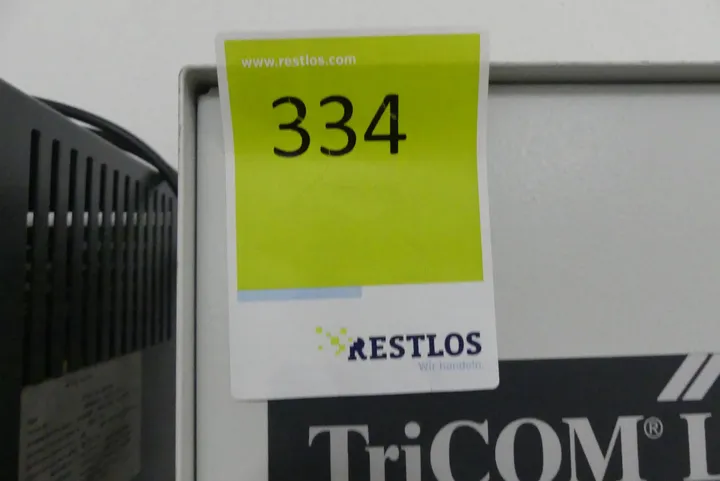 www.restlos.com
334
RESTLOS
Wir handeln.
TriCOM® L